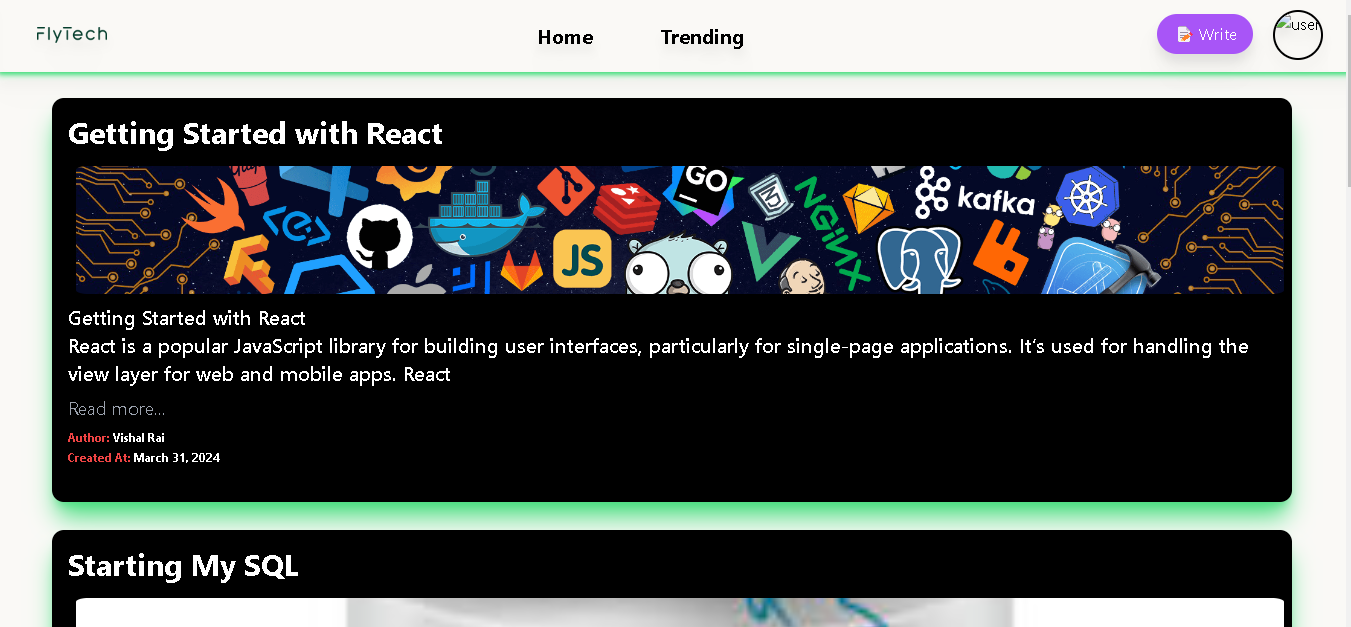 FlyTech
Home
Trending
📝 Write
user
Getting Started with React
GO
kafka
JS
NGiNX
Getting Started with React
React is a popular JavaScript library for building user interfaces, particularly for single-page applications. It's used for handling the
view layer for web and mobile apps. React
Read more...
Author: Vishal Rai
Created At: March 31, 2024
Starting My SQL